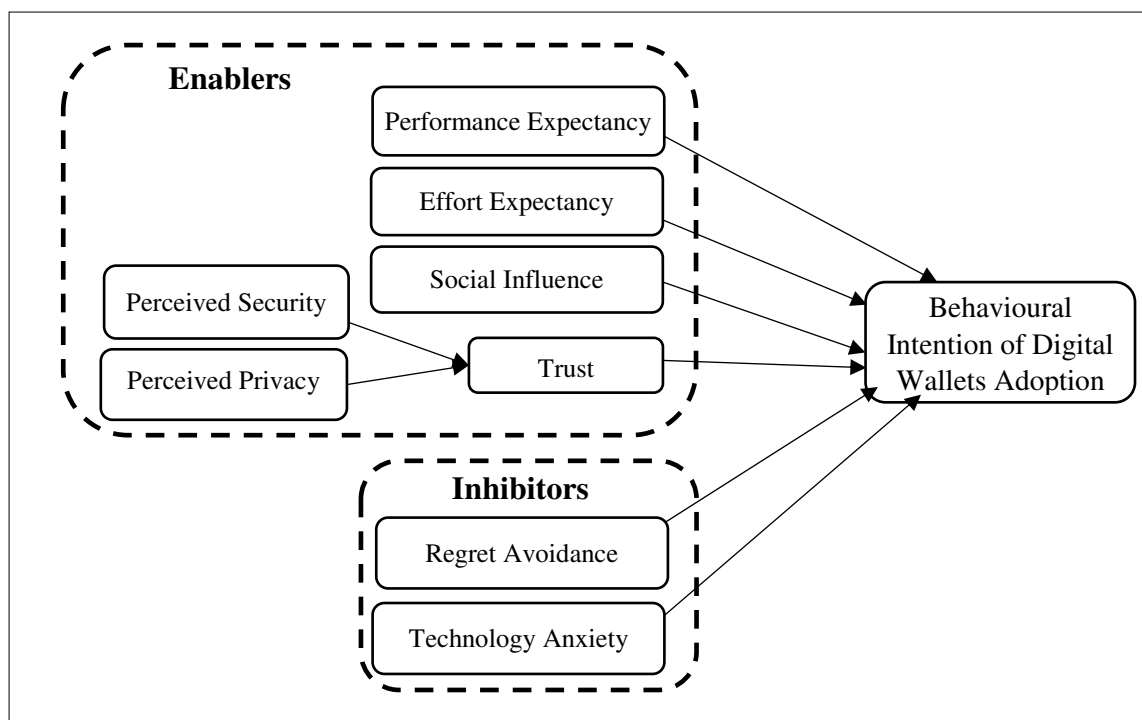 Enablers
Performance Expectancy
Effort Expectancy
Social Influence
Perceived Security
Perceived Privacy
Trust
Behavioural
Intention of Digital
Wallets Adoption
Inhibitors
Regret Avoidance
Technology Anxiety